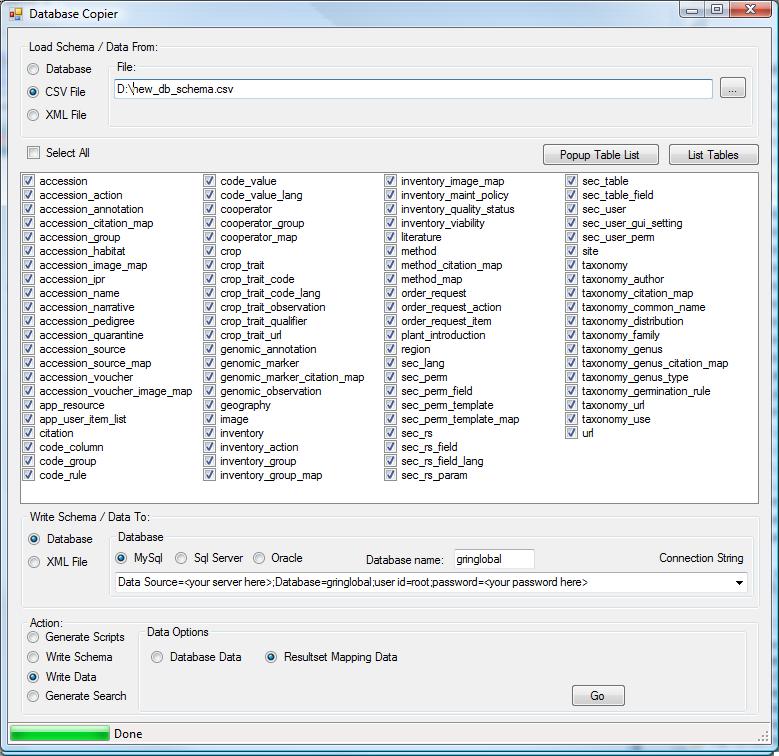 Database Copier
Load Schema / Data From:
Database
CSV File
XML File
File:
D:\new_db_schema.csv
...
Select All
Popup Table List
List Tables
accession
accession_action
accession_annotation
accession_citation_map
accession_group
accession_habitat
accession_image_map
accession_ipr
accession_name
accession_narrative
accession_pedigree
accession_quarantine
accession_source
accession_source_map
accession_voucher
accession_voucher_image_map
app_resource
app_user_item_list
citation
code_column
code_group
code_rule
code_value
code_value_lang
cooperator
cooperator_group
cooperator_map
crop
crop_trait
crop_trait_code
crop_trait_code_lang
crop_trait_observation
crop_trait_qualifier
crop_trait_url
genomic_annotation
genomic_marker
genomic_marker_citation_map
genomic_observation
geography
image
inventory
inventory_action
inventory_group
inventory_group_map
inventory_image_map
inventory_maint_policy
inventory_quality_status
inventory_viability
literature
method
method_citation_map
method_map
order_request
order_request_action
order_request_item
plant_introduction
region
sec_lang
sec_perm
sec_perm_field
sec_perm_template
sec_perm_template_map
sec_rs
sec_rs_field
sec_rs_field_lang
sec_rs_param
sec_table
sec_table_field
sec_user
sec_user_gui_setting
sec_user_perm
site
taxonomy
taxonomy_author
taxonomy_citation_map
taxonomy_common_name
taxonomy_distribution
taxonomy_family
taxonomy_genus
taxonomy_genus_citation_map
taxonomy_genus_type
taxonomy_germination_rule
taxonomy_url
taxonomy_use
url
Write Schema / Data To:
Database
XML File
Database
MySql
Sql Server
Oracle
Database name:
gringlobal
Connection String
Data Source=<your server here>;Database=gringlobal;user id=root;password=<your password here>
Action:
Generate Scripts
Write Schema
Write Data
Generate Search
Data Options
Database Data
Resultset Mapping Data
Go
Done